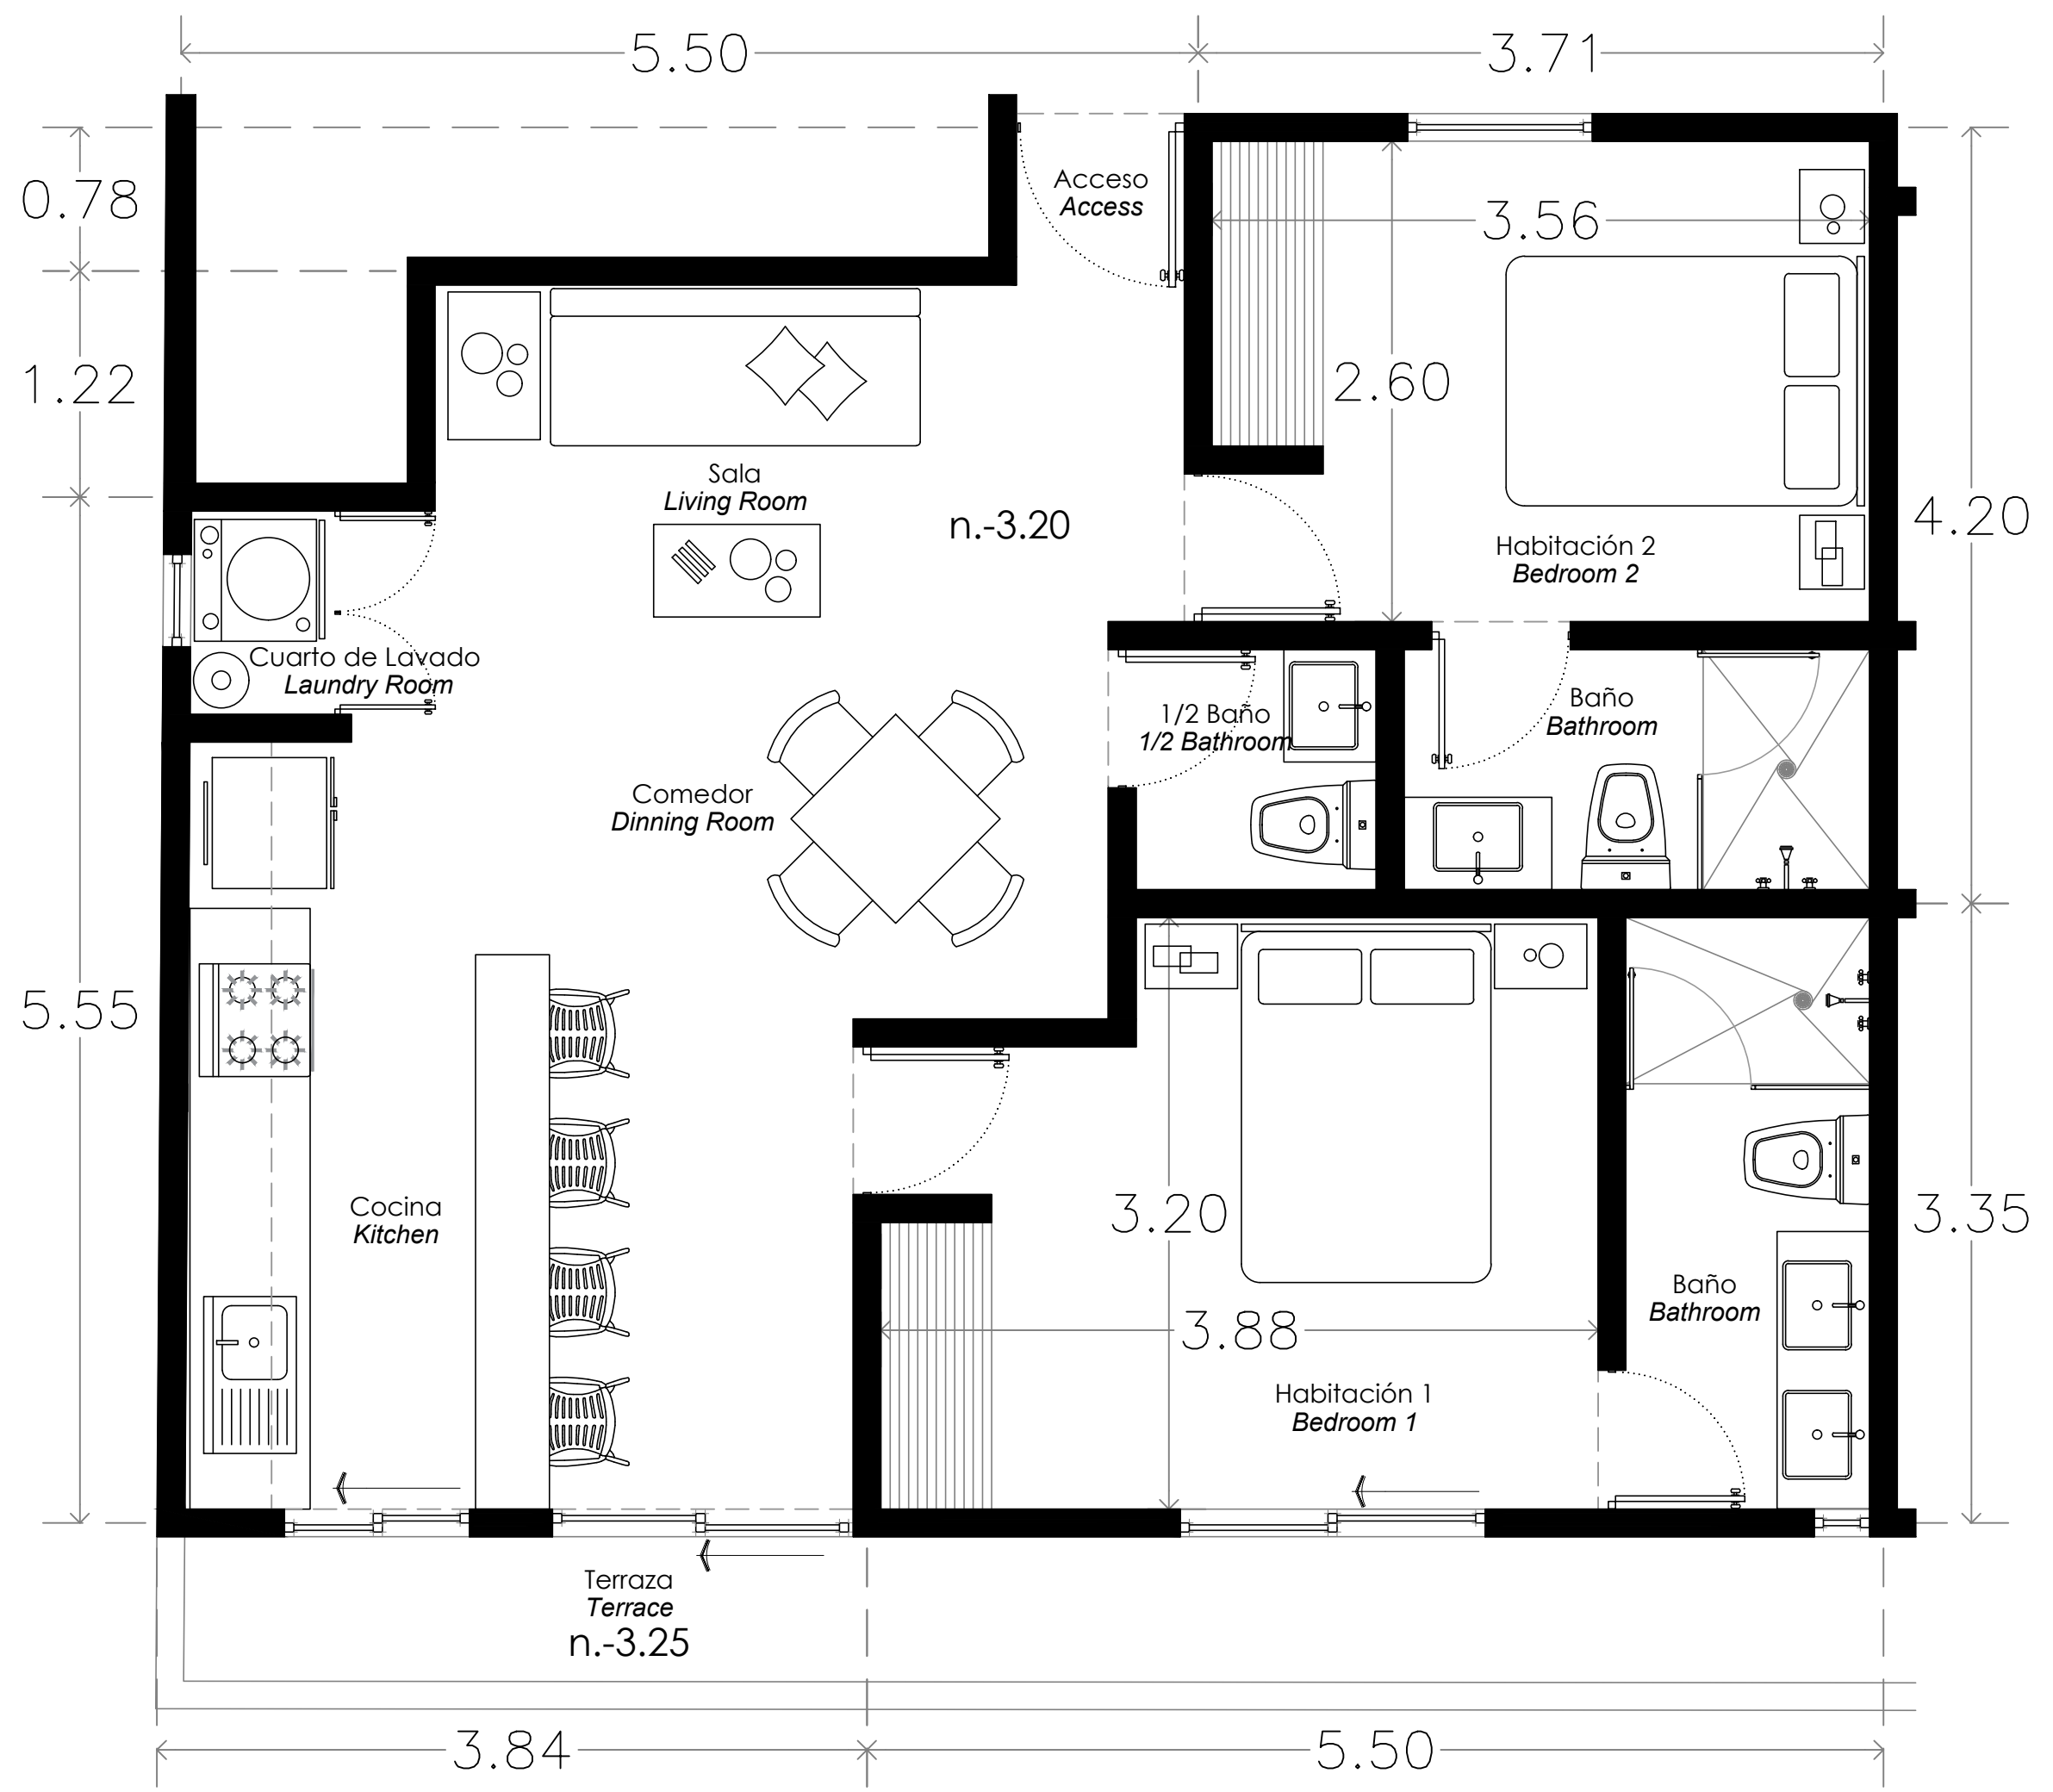 5.50
3.71
0.78
Acceso
Access
3.56
1.22
2.60
Sala
Living Room
n.-3.20
4.20
Habitación 2
Bedroom 2
Cuarto de Lavado
Laundry Room
1/2 Baño
1/2 Bathroom
Baño
Bathroom
Comedor
Dinning Room
5.55
Cocina
Kitchen
3.20
3.35
3.88
Baño
Bathroom
Habitación 1
Bedroom 1
Terraza
Terrace
n.-3.25
3.84
5.50